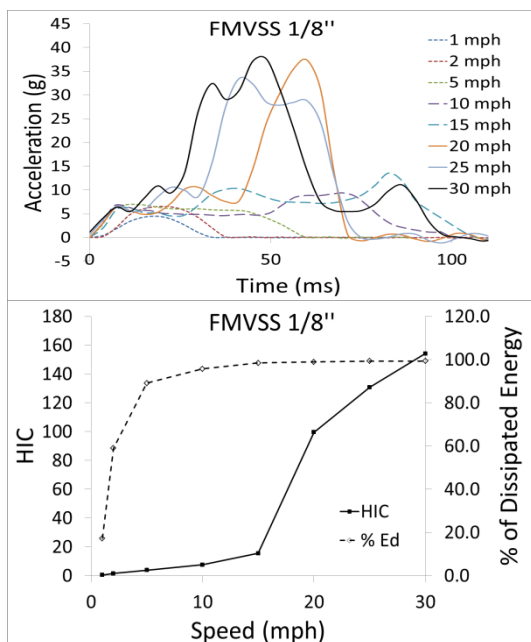 FMVSS 1/8''
45
40
35
30
25
20
15
10
5
0
-5
Acceleration (g)
0 50 100
Time (ms)
1 mph
2 mph
5 mph
10 mph
15 mph
20 mph
25 mph
30 mph
FMVSS 1/8''
180
160
140
120
100
80
60
40
20
0
HIC
120.0
100.0
80.0
60.0
40.0
20.0
0.0
% of Dissipated Energy
HIC
% Ed
0 10 20 30
Speed (mph)